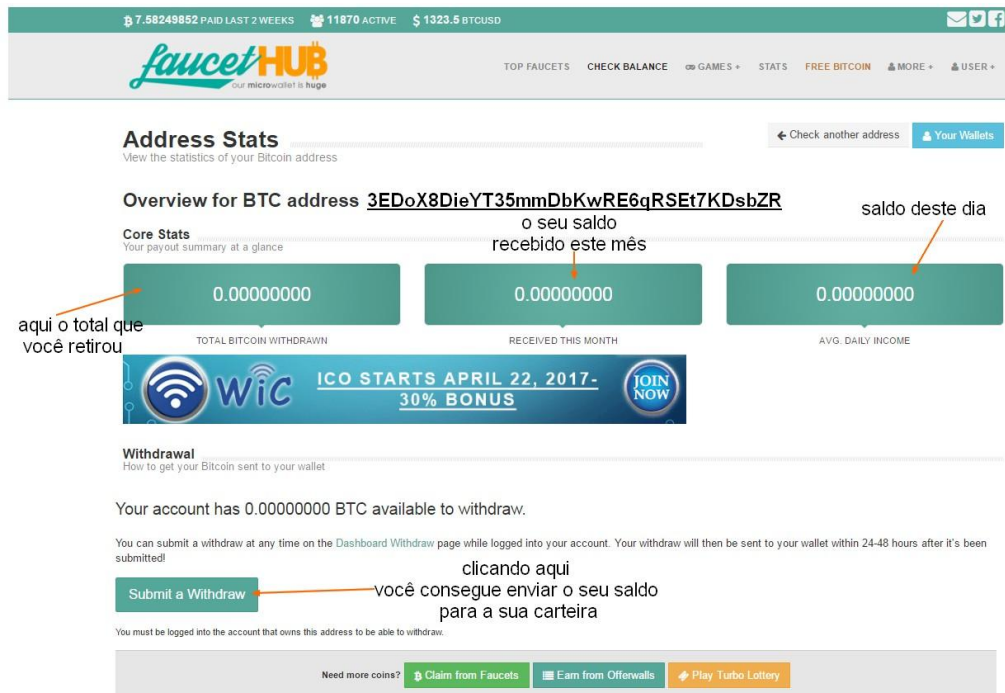 7.58249852 PAID LAST 2 WEEKS 11870 ACTIVE $ 1323.5 BTCUSD
faucetHUB
our microwallet is huge
TOP FAUCETS CHECK BALANCE GAMES + STATS FREE BITCOIN MORE + USER +
Address Stats
View the statistics of your Bitcoin address
Check another address Your Wallets
Overview for BTC address 3EDoX8DieYT35mmDbKwRE6qRSEt7KDsbZR
Core Stats
Your payout summary at a glance
o seu saldo
recebido este mês
saldo deste dia
0.00000000 0.00000000 0.00000000
aqui o total que
você retirou
TOTAL BITCOIN WITHDRAWN RECEIVED THIS MONTH AVG. DAILY INCOME
WiC ICO STARTS APRIL 22, 2017-
30% BONUS
JOIN
NOW
Withdrawal
How to get your Bitcoin sent to your wallet
Your account has 0.00000000 BTC available to withdraw.
You can submit a withdraw at any time on the Dashboard Withdraw page while logged into your account. Your withdraw will then be sent to your wallet within 24-48 hours after it's been
submitted!
clicando aqui
você consegue enviar o seu saldo
para a sua carteira
Submit a Withdraw
You must be logged into the account that owns this address to be able to withdraw.
Need more coins? Claim from Faucets Earn from Offerwalls Play Turbo Lottery